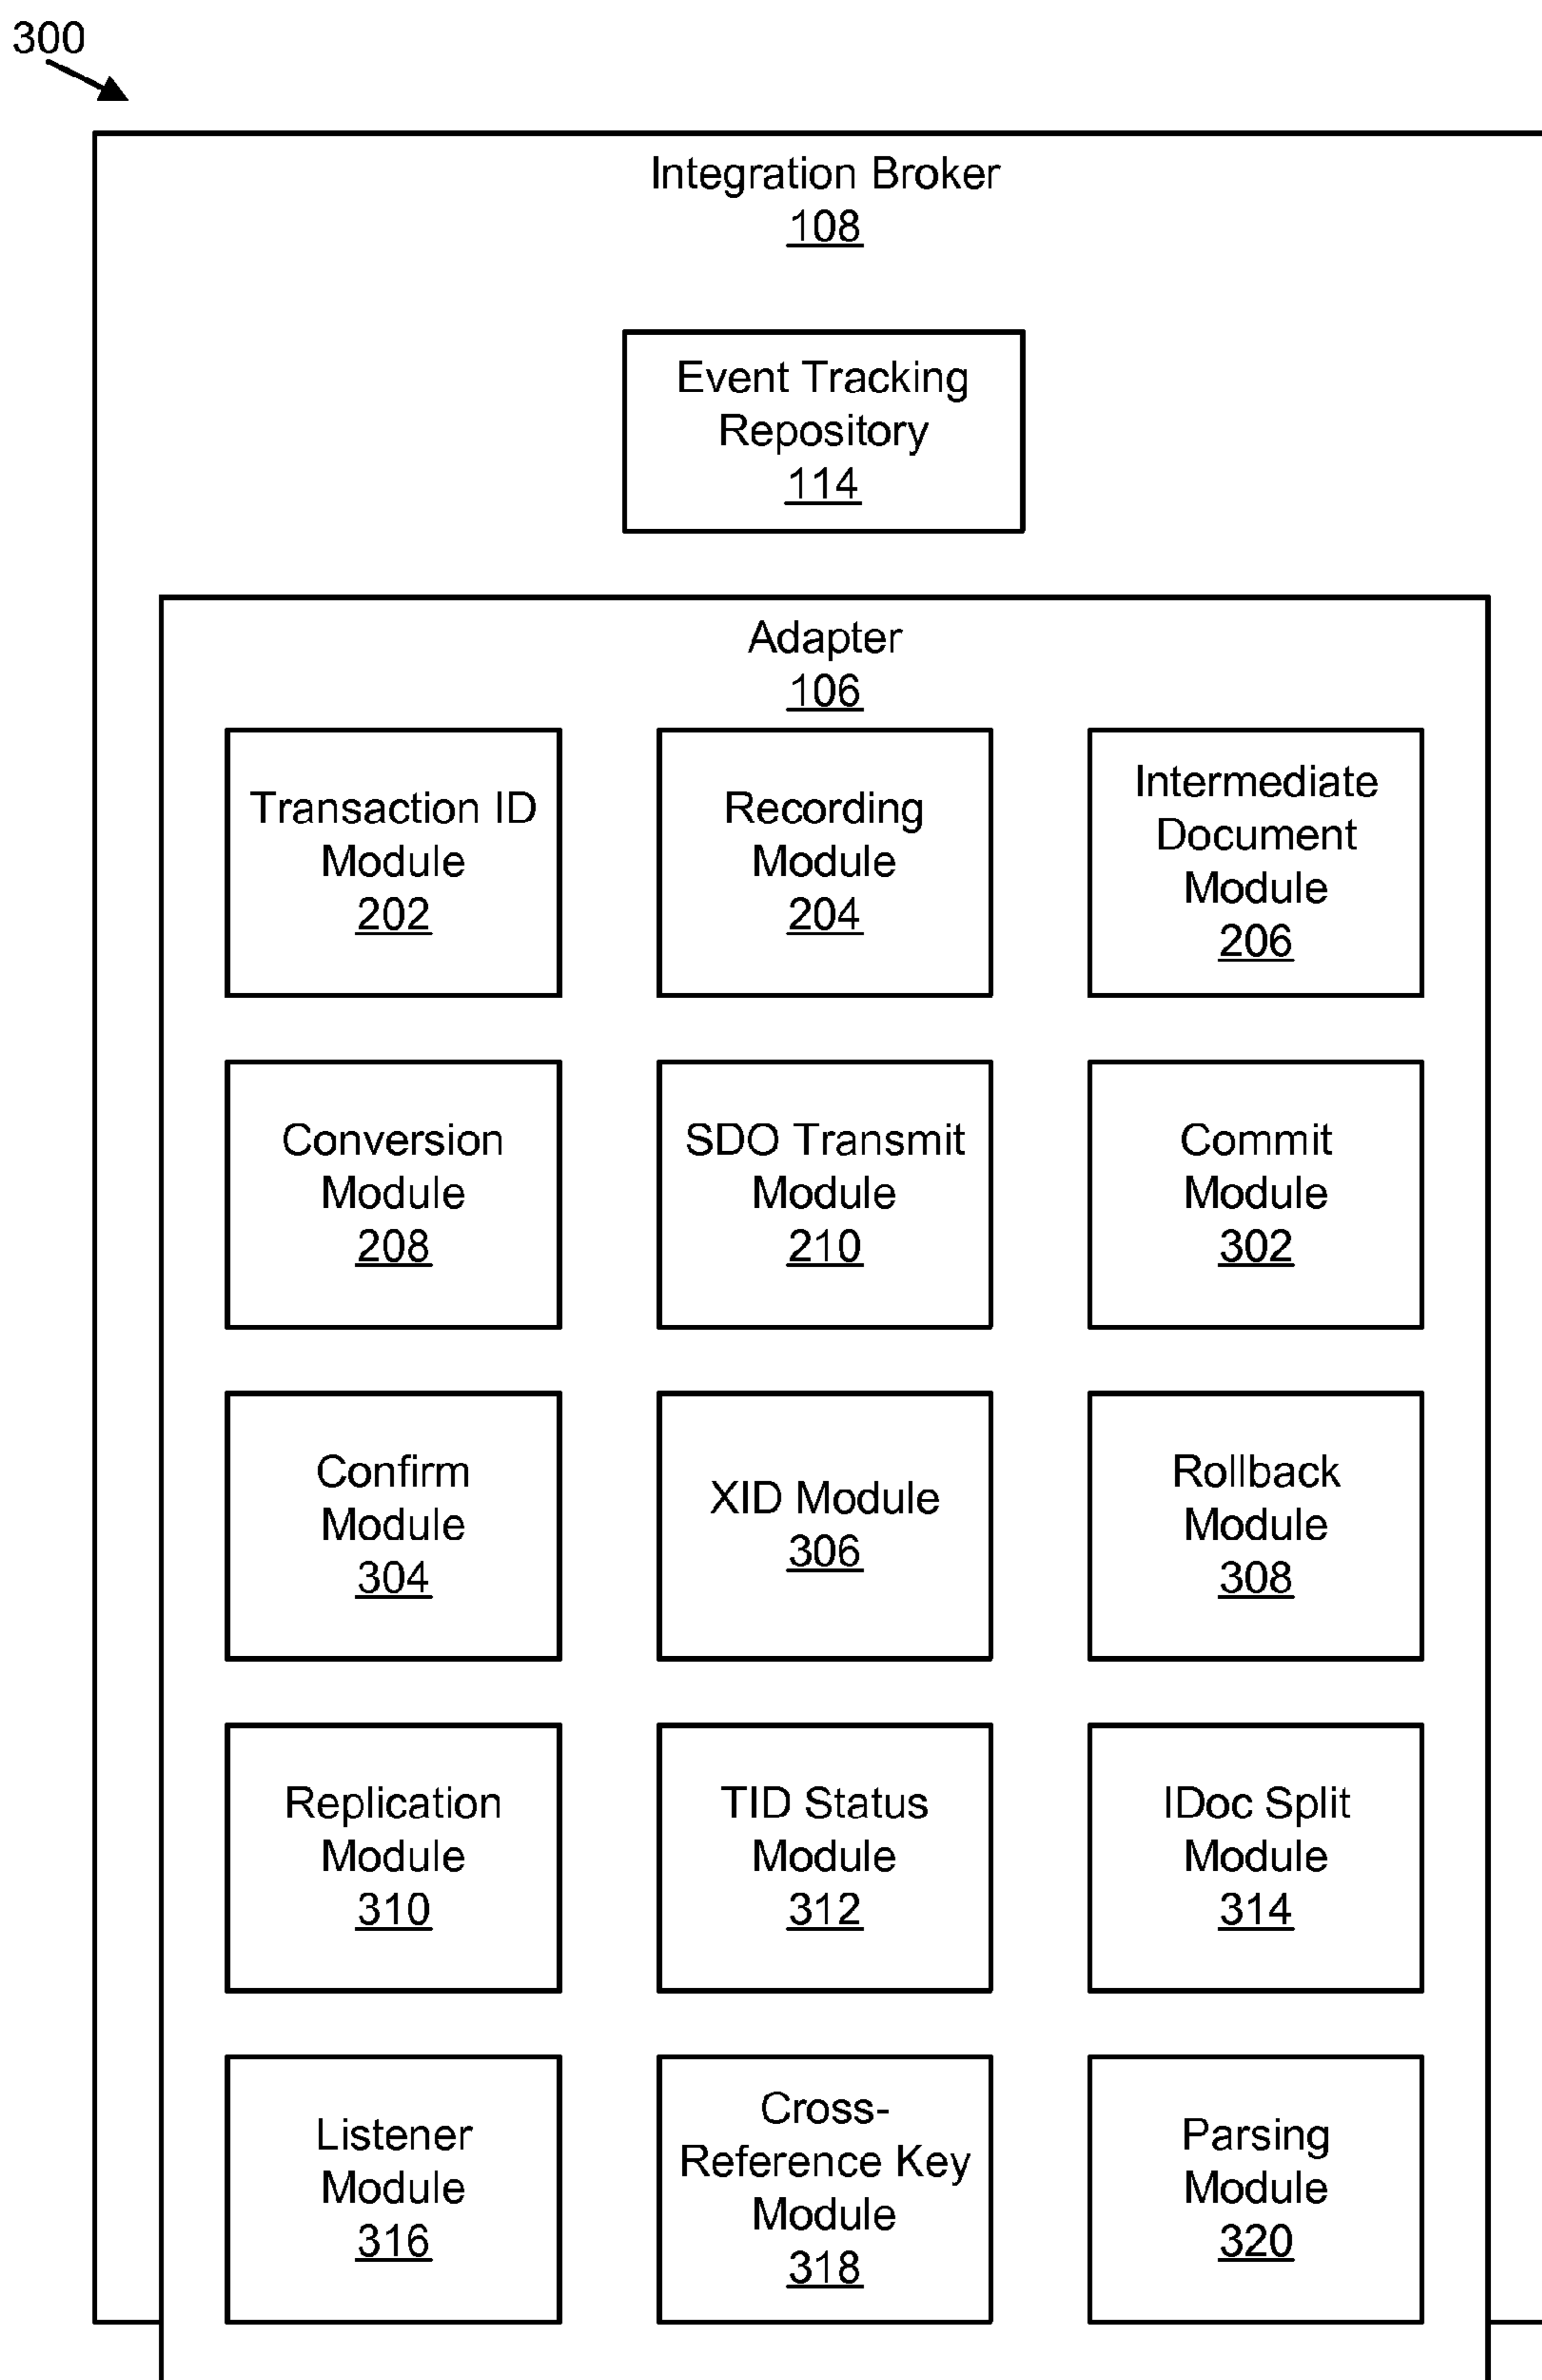 300
Integration Broker
108
Event Tracking
Repository
114
Adapter
106
Transaction ID
Module
202
Recording
Module
204
Intermediate
Document
Module
206
Conversion
Module
208
SDO Transmit
Module
210
Commit
Module
302
Confirm
Module
304
XID Module
306
Rollback
Module
308
Replication
Module
310
TID Status
Module
312
IDoc Split
Module
314
Listener
Module
316
Cross-
Reference Key
Module
318
Parsing
Module
320